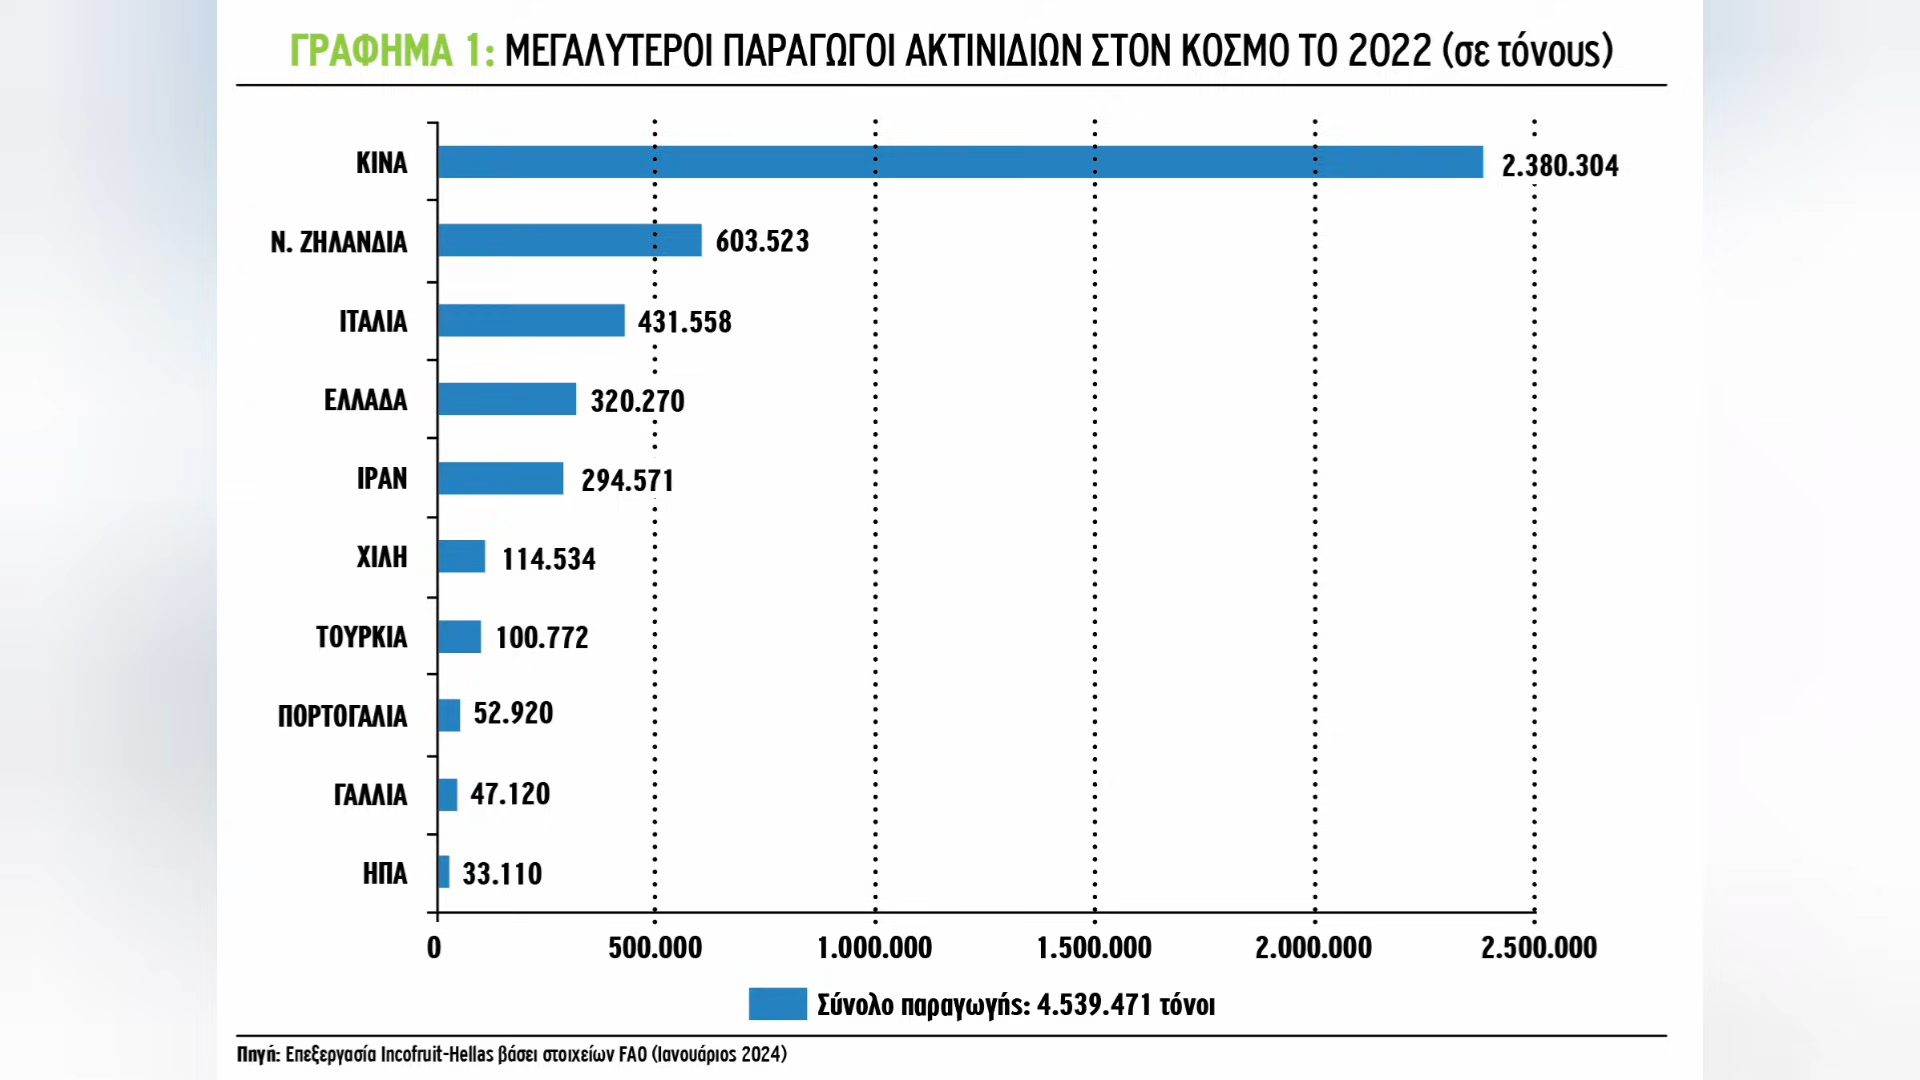 ΓΡΑΦΗΜΑ 1: ΜΕΓΑΛΥΤΕΡΟΙ ΠΑΡΑΓΩΓΟΙ ΑΚΤΙΝΙΔΙΩΝ ΣΤΟΝ ΚΟΣΜΟ ΤΟ 2022 (σε τόνους)
ΚΙΝΑ 2.380.304
Ν. ΖΗΛΑΝΔΙΑ 603.523
ΙΤΑΛΙΑ 431.558
ΕΛΛΑΔΑ 320.270
ΙΡΑΝ 294.571
ΧΙΛΗ 114.534
ΤΟΥΡΚΙΑ 100.772
ΠΟΡΤΟΓΑΛΙΑ 52.920
ΓΑΛΛΙΑ 47.120
ΗΠΑ 33.110
0 500.000 1.000.000 1.500.000 2.000.000 2.500.000
Σύνολο παραγωγής: 4.539.471 τόνοι
Πηγή: Επεξεργασία Incofruit-Hellas βάσει στοιχείων FAO (Ιανουάριος 2024)